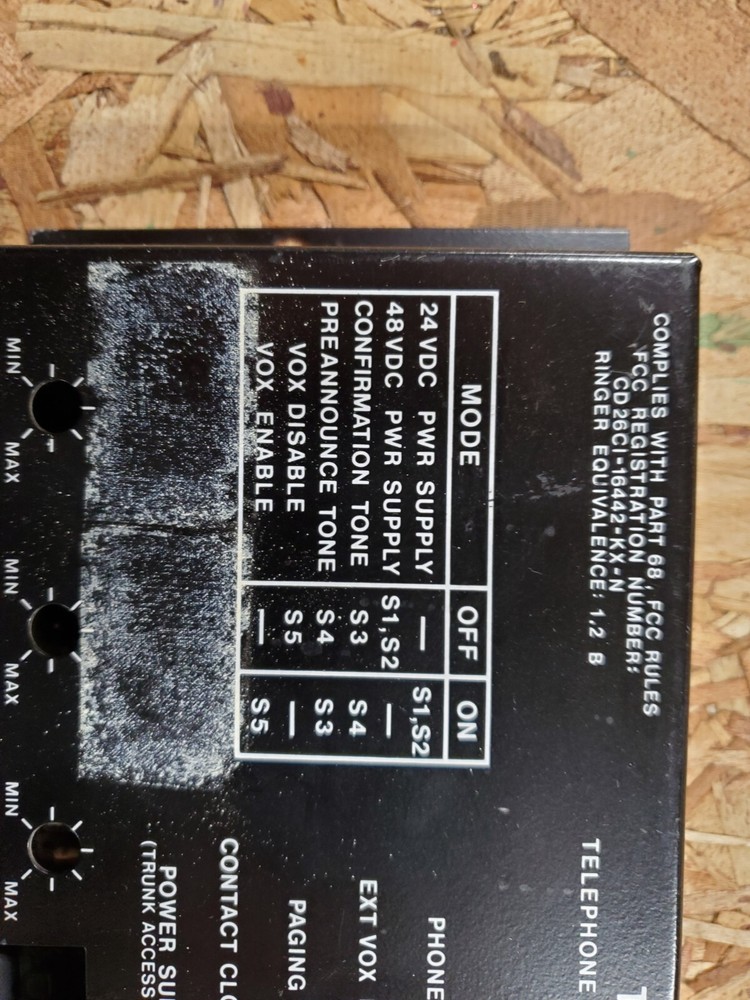 COMPLIES WITH PART 68, FCC RULES
FCC REGISTRATION NUMBER:
CD26CI-16442-KX-N
RINGER EQUIVALENCE: 1.2 B
MODE OFF ON
24 VDC PWR SUPPLY — S1,S2
48 VDC PWR SUPPLY S1,S2 —
CONFIRMATION TONE S3 S4
PREANNOUNCE TONE S4 S3
VOX DISABLE S5 —
VOX ENABLE — S5
TELEPHONE
PHONE
EXT VOX
PAGING
CONTACT CLO
POWER SU
(TRUNK ACCESS
MIN MAX
MIN MAX
MIN MAX